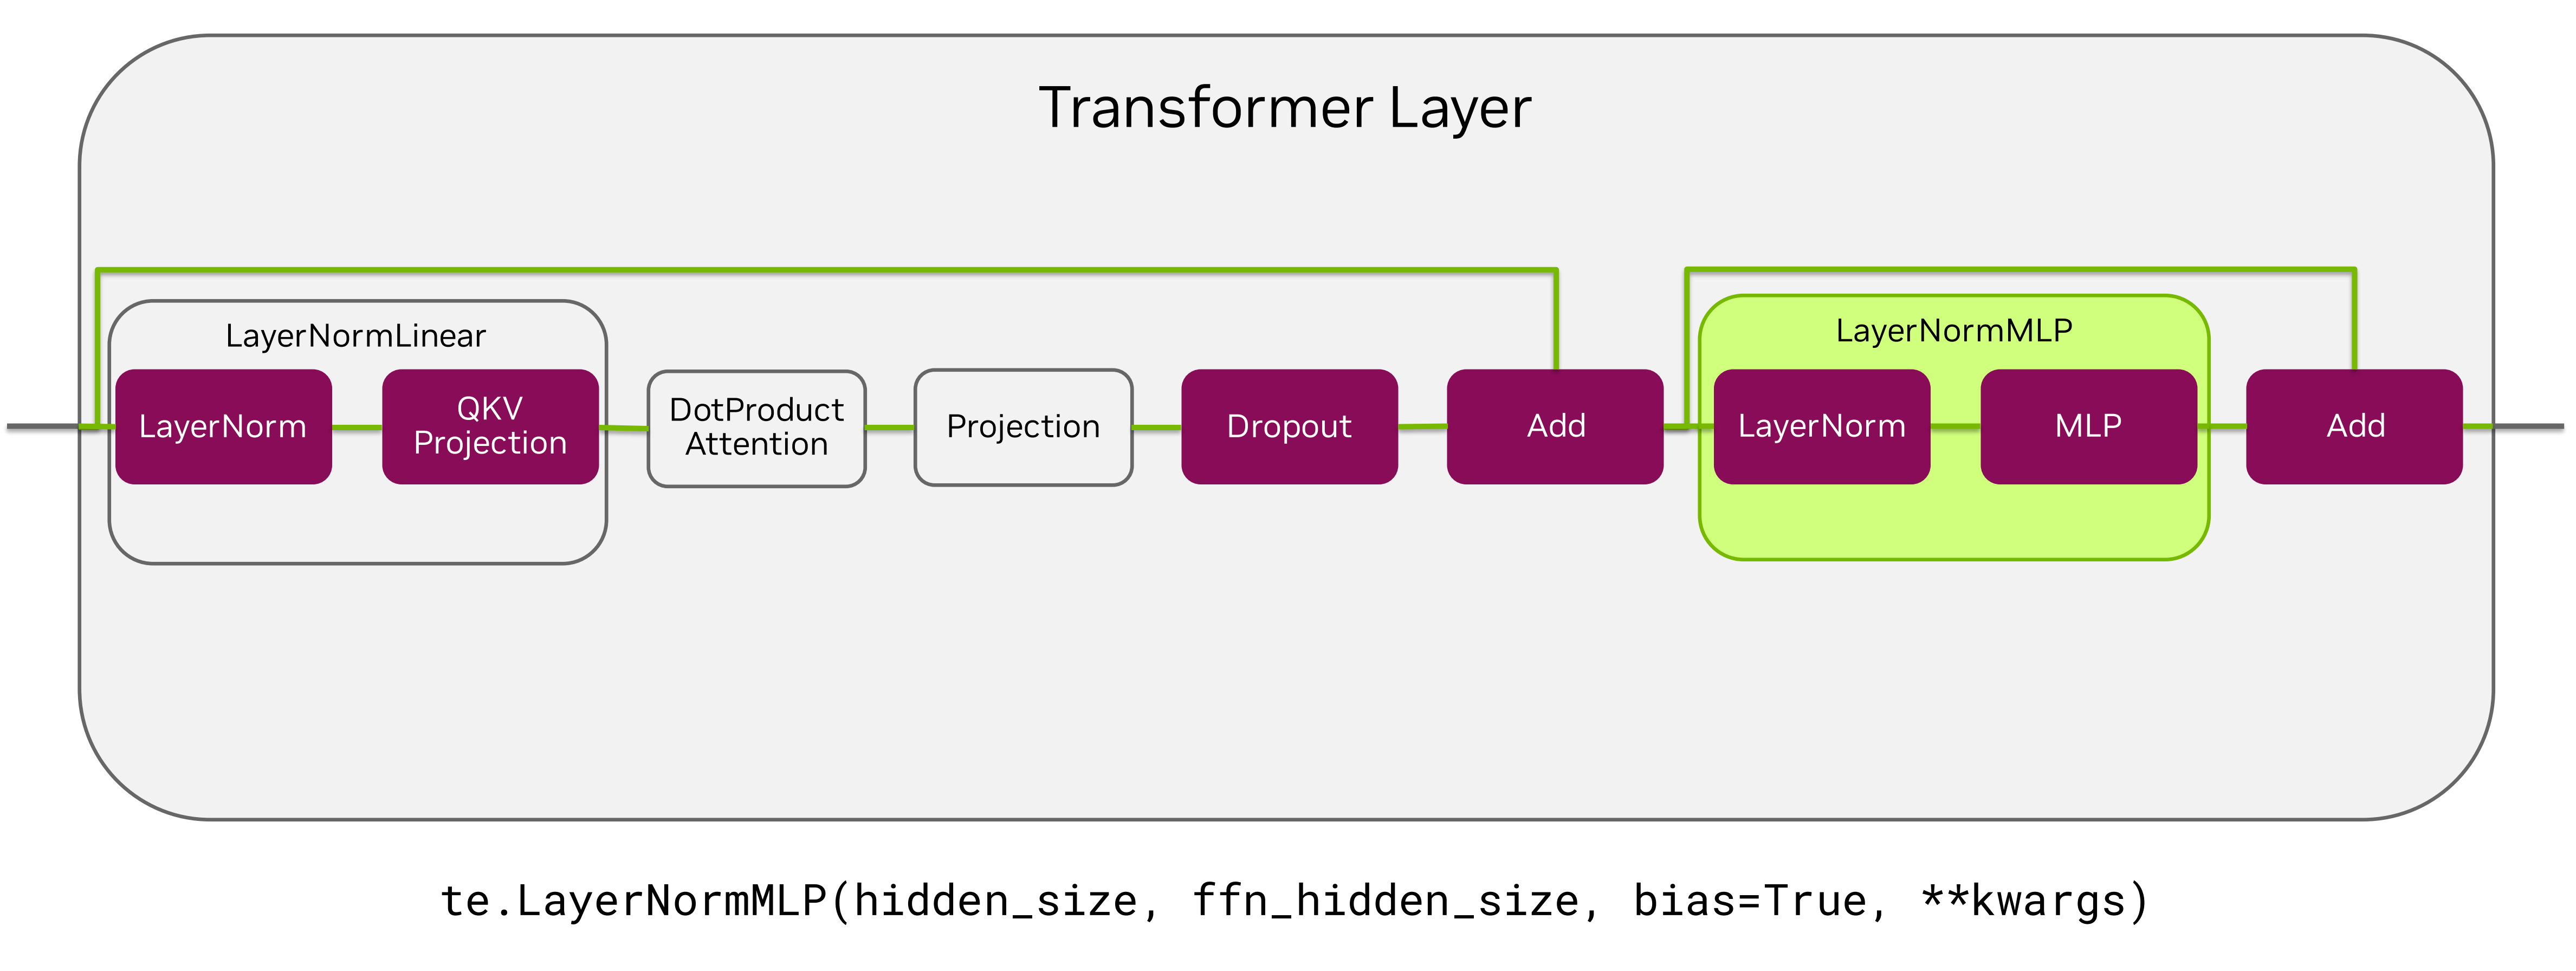 Transformer Layer
LayerNormLinear
LayerNorm
QKV
Projection
DotProduct
Attention
Projection
Dropout
Add
LayerNormMLP
LayerNorm
MLP
Add
te.LayerNormMLP(hidden_size, ffn_hidden_size, bias=True, **kwargs)